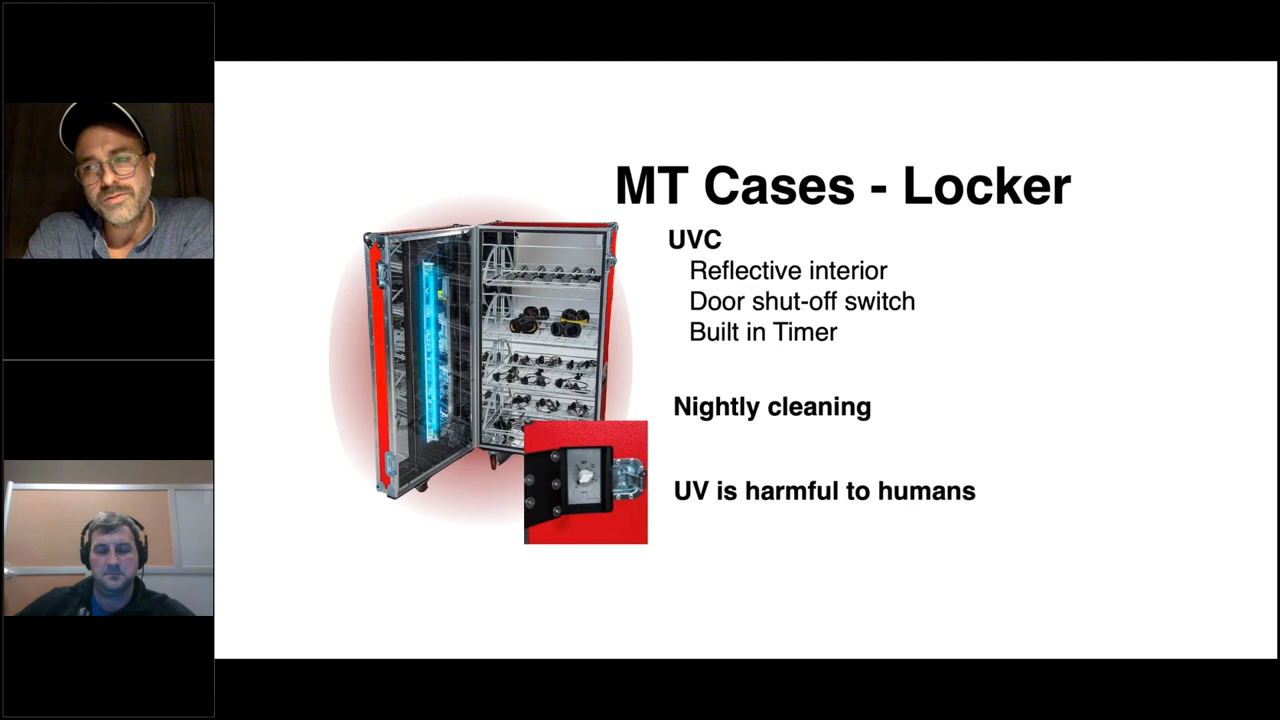 MT Cases - Locker
UVC
Reflective interior
Door shut-off switch
Built in Timer
Nightly cleaning
UV is harmful to humans